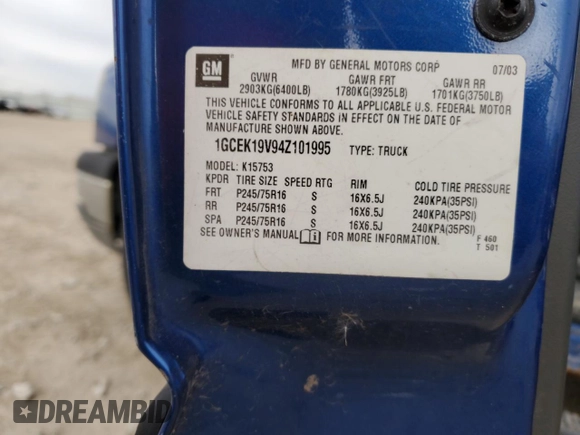 GM
MFD BY GENERAL MOTORS CORP 07/03
GVWR GAWR FRT GAWR RR
2903KG(6400LB) 1780KG(3925LB) 1701KG(3750LB)
THIS VEHICLE CONFORMS TO ALL APPLICABLE U.S. FEDERAL MOTOR
VEHICLE SAFETY STANDARDS IN EFFECT ON THE DATE OF
MANUFACTURE SHOWN ABOVE.
1GCEK19V94Z101995 TYPE: TRUCK
MODEL: K15753
KPDR TIRE SIZE SPEED RTG RIM COLD TIRE PRESSURE
FRT P245/75R16 S 16X6.5J 240KPA(35PSI)
RR P245/75R16 S 16X6.5J 240KPA(35PSI)
SPA P245/75R16 S 16X6.5J 240KPA(35PSI)
SEE OWNER'S MANUAL FOR MORE INFORMATION. F 460
T 501
DREAMBID